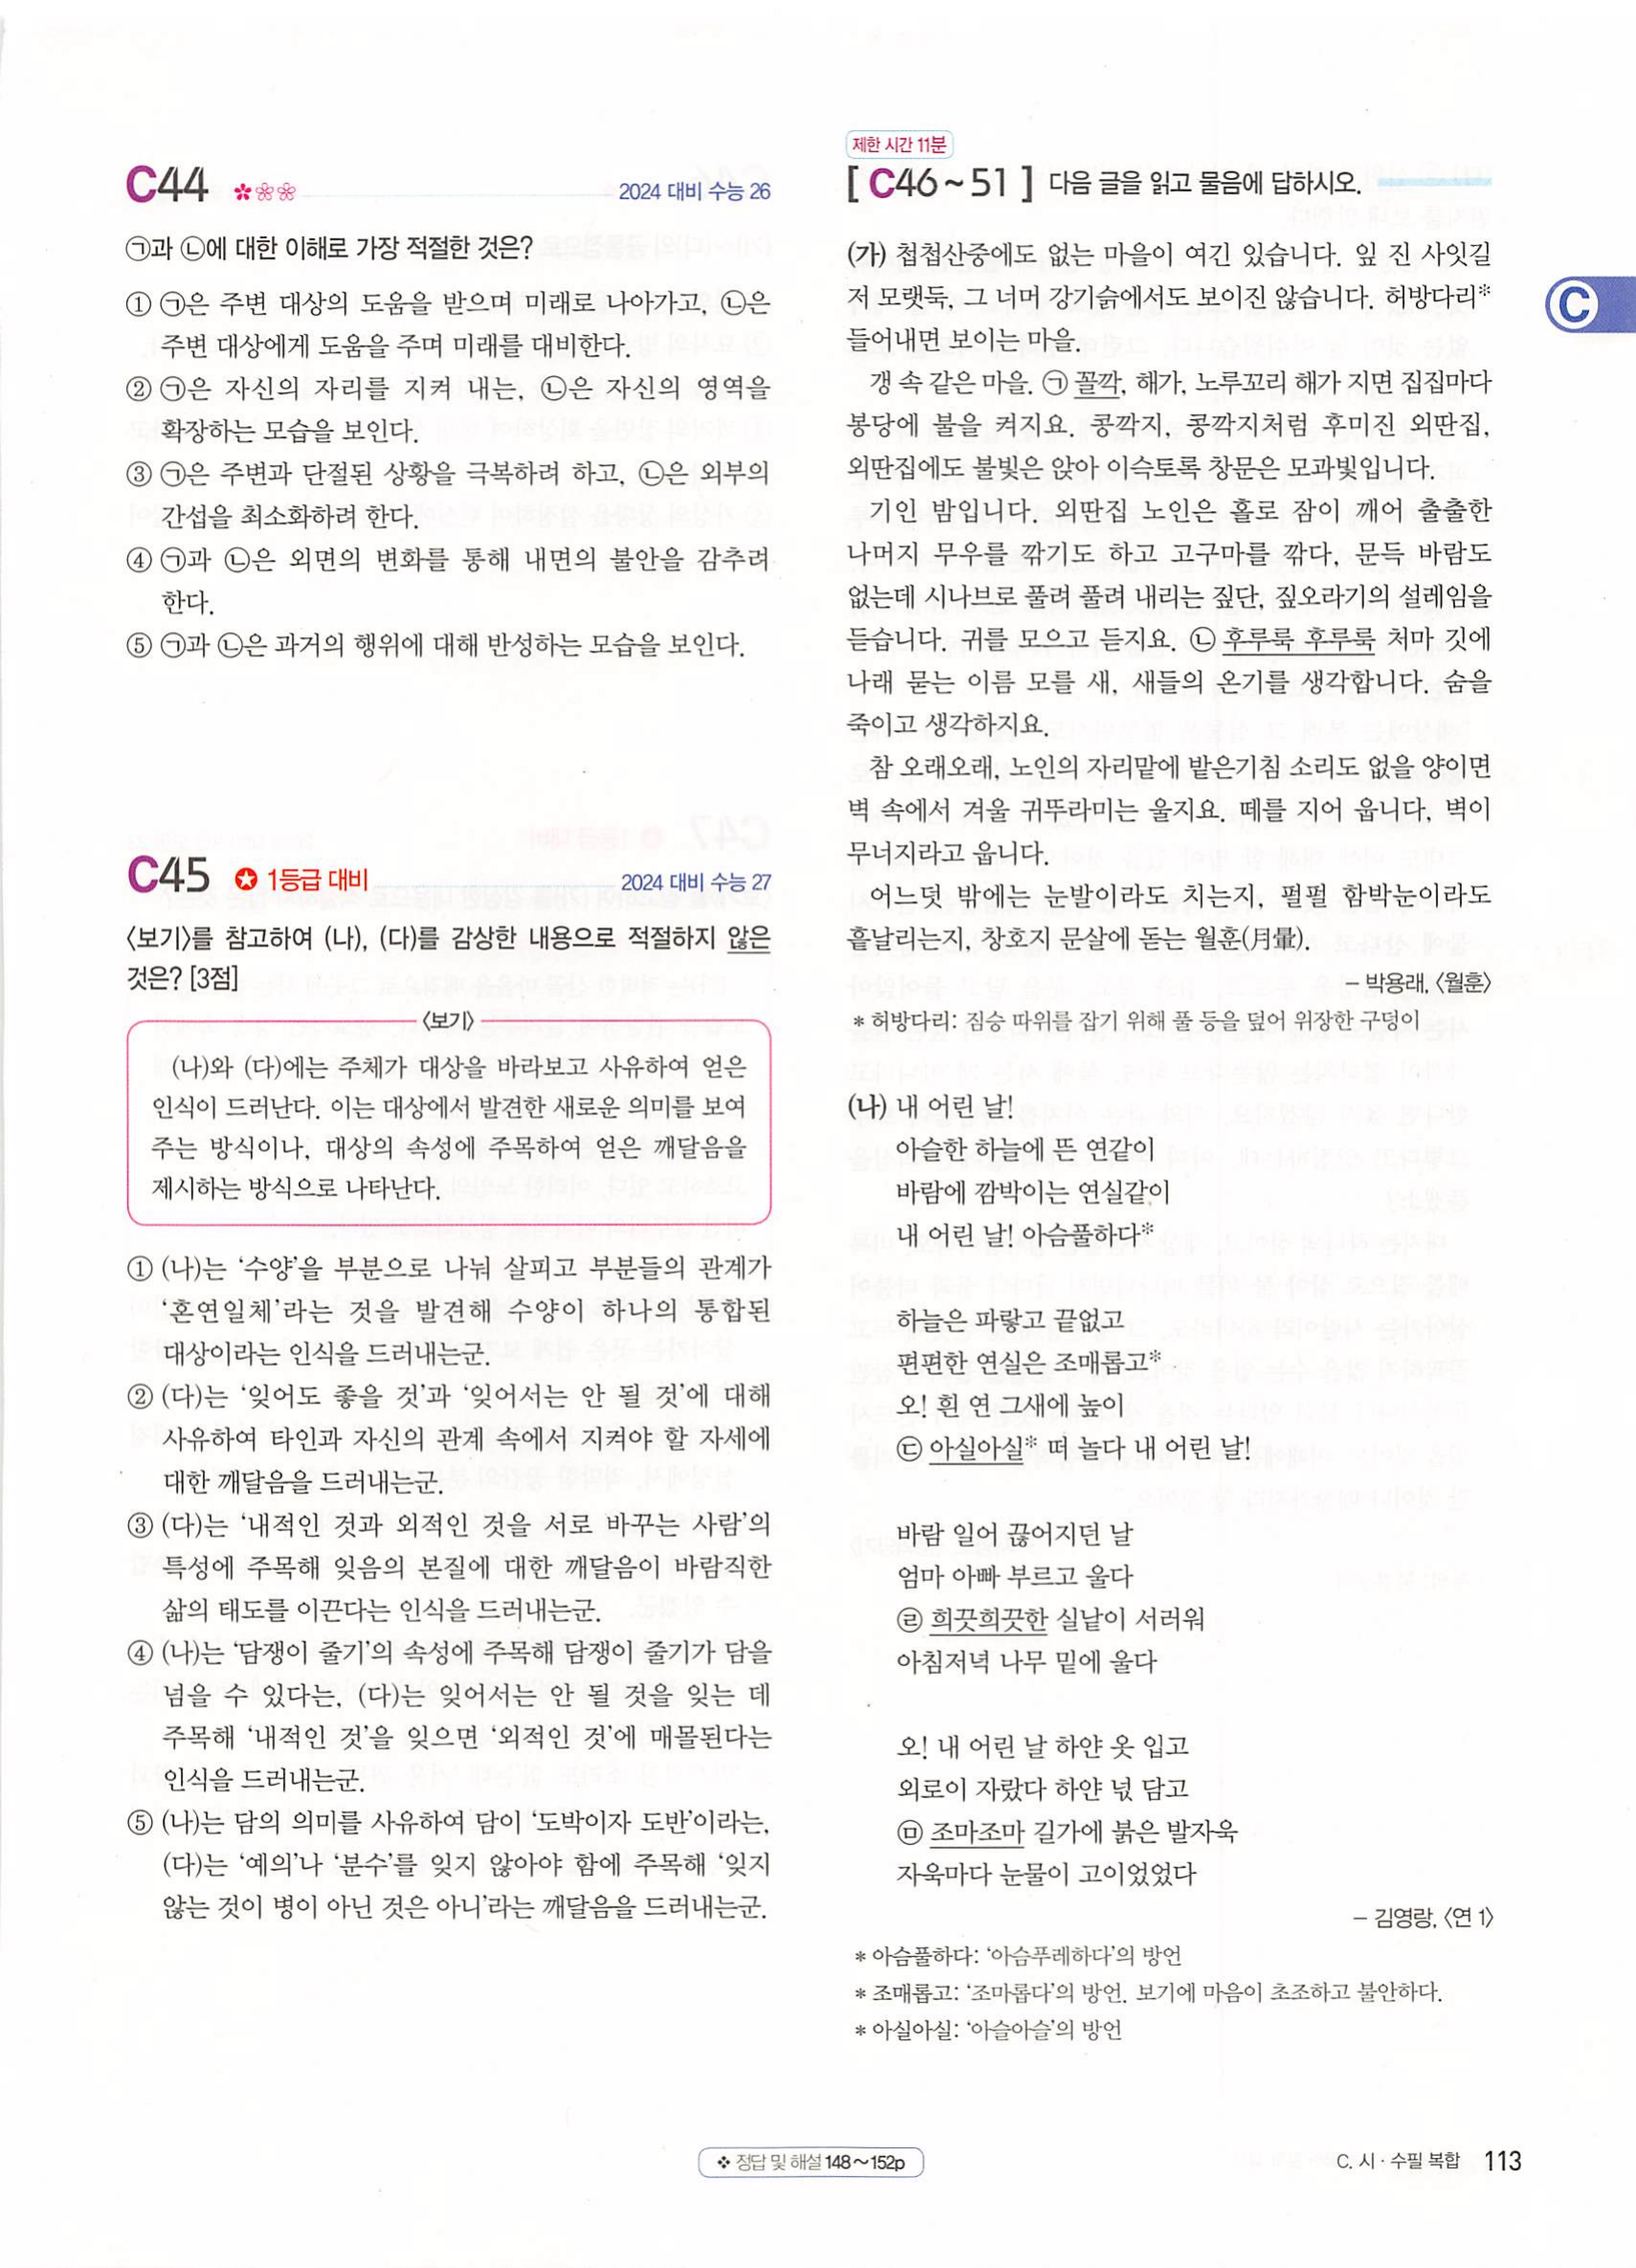 C44
2024 대비 수능 26
㉠과 ㉡에 대한 이해로 가장 적절한 것은?
① ㉠은 주변 대상의 도움을 받으며 미래로 나아가고, ㉡은
주변 대상에게 도움을 주며 미래를 대비한다.
② ㉠은 자신의 자리를 지켜 내는, ㉡은 자신의 영역을
확장하는 모습을 보인다.
③ ㉠은 주변과 단절된 상황을 극복하려 하고, ㉡은 외부의
간섭을 최소화하려 한다.
④ ㉠과 ㉡은 외면의 변화를 통해 내면의 불안을 감추려
한다.
⑤ ㉠과 ㉡은 과거의 행위에 대해 반성하는 모습을 보인다.
C45 1등급 대비
2024 대비 수능 27
<보기>를 참고하여 (나), (다)를 감상한 내용으로 적절하지 않은
것은? [3점]
<보기>
(나)와 (다)에는 주체가 대상을 바라보고 사유하여 얻은
인식이 드러난다. 이는 대상에서 발견한 새로운 의미를 보여
주는 방식이나, 대상의 속성에 주목하여 얻은 깨달음을
제시하는 방식으로 나타난다.
① (나)는 ‘수양’을 부분으로 나눠 살피고 부분들의 관계가
‘혼연일체’라는 것을 발견해 수양이 하나의 통합된
대상이라는 인식을 드러내는군.
② (다)는 ‘잊어도 좋을 것’과 ‘잊어서는 안 될 것’에 대해
사유하여 타인과 자신의 관계 속에서 지켜야 할 자세에
대한 깨달음을 드러내는군.
③ (다)는 ‘내적인 것과 외적인 것을 서로 바꾸는 사람’의
특성에 주목해 잊음의 본질에 대한 깨달음이 바람직한
삶의 태도를 이끈다는 인식을 드러내는군.
④ (나)는 ‘담쟁이 줄기’의 속성에 주목해 담쟁이 줄기가 담을
넘을 수 있다는, (다)는 잊어서는 안 될 것을 잊는 데
주목해 ‘내적인 것’을 잊으면 ‘외적인 것’에 매몰된다는
인식을 드러내는군.
⑤ (나)는 담의 의미를 사유하여 담이 ‘도박이자 도반’이라는,
(다)는 ‘예의’나 ‘분수’를 잊지 않아야 함에 주목해 ‘잊지
않는 것이 병이 아닌 것은 아니’라는 깨달음을 드러내는군.
제한 시간 11분
[ C46 ~ 51 ] 다음 글을 읽고 물음에 답하시오.
(가) 첩첩산중에도 없는 마을이 여긴 있습니다. 잎 진 사잇길
저 모랫둑, 그 너머 강기슭에서도 보이진 않습니다. 허방다리*
들어내면 보이는 마을.
갱 속 같은 마을. ㉠ 꼴깍, 해가, 노루꼬리 해가 지면 집집마다
봉당에 불을 켜지요. 콩깍지, 콩깍지처럼 후미진 외딴집,
외딴집에도 불빛은 앉아 이슥토록 창문은 모과빛입니다.
기인 밤입니다. 외딴집 노인은 홀로 잠이 깨어 출출한
나머지 무우를 깎기도 하고 고구마를 깎다, 문득 바람도
없는데 시나브로 풀려 풀려 내리는 짚단, 짚오라기의 설레임을
듣습니다. 귀를 모으고 듣지요. ㉡ 후루룩 후루룩 처마 깃에
나래 묻는 이름 모를 새, 새들의 온기를 생각합니다. 숨을
죽이고 생각하지요.
참 오래오래, 노인의 자리맡에 밭은기침 소리도 없을 양이면
벽 속에서 겨울 귀뚜라미는 울지요. 떼를 지어 웁니다, 벽이
무너지라고 웁니다.
어느덧 밖에는 눈발이라도 치는지, 펄펄 함박눈이라도
흩날리는지, 창호지 문살에 돋는 월훈(月暈).
- 박용래, <월훈>
* 허방다리: 짐승 따위를 잡기 위해 풀 등을 덮어 위장한 구덩이
(나) 내 어린 날!
아슬한 하늘에 뜬 연같이
바람에 깜박이는 연실같이
내 어린 날! 아슴풀하다*
하늘은 파랗고 끝없고
편편한 연실은 조매롭고*
오! 흰 연 그새에 높이
㉢ 아실아실* 떠 놀다 내 어린 날!
바람 일어 끊어지던 날
엄마 아빠 부르고 울다
㉣ 희끗희끗한 실낱이 서러워
아침저녁 나무 밑에 울다
오! 내 어린 날 하얀 옷 입고
외로이 자랐다 하얀 넋 담고
㉤ 조마조마 길가에 붉은 발자욱
자욱마다 눈물이 고이었었다
- 김영랑, <연 1>
* 아슴풀하다: ‘아슴푸레하다’의 방언
* 조매롭고: ‘조마롭다’의 방언. 보기에 마음이 초조하고 불안하다.
* 아실아실: ‘아슬아슬’의 방언
C
❖ 정답 및 해설 148~152p
C. 시·수필 복합 113